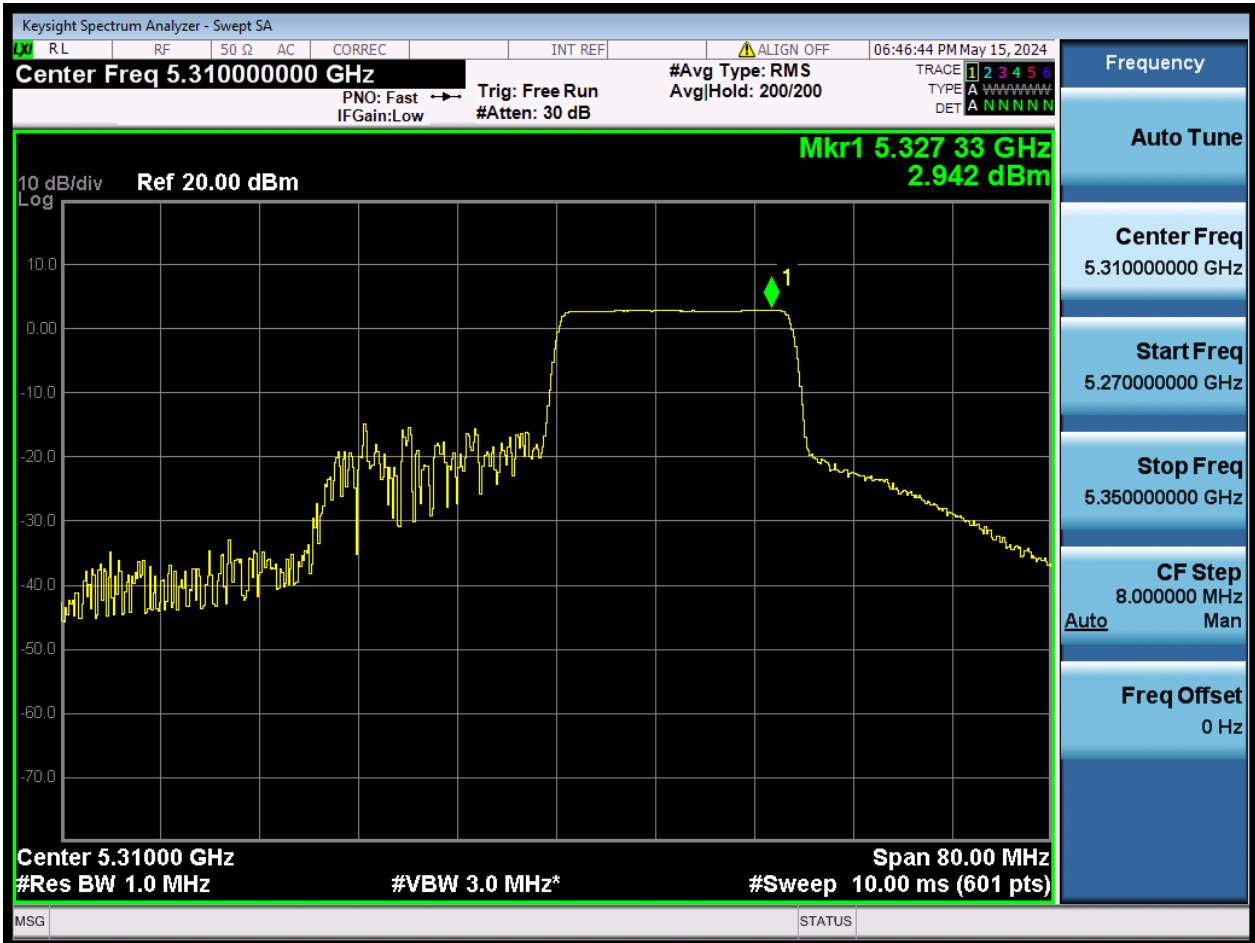 Keysight Spectrum Analyzer - Swept SA
LXI RL RF 50 Ω AC CORREC INT REF ALIGN OFF 06:46:44 PM May 15, 2024
Center Freq 5.310000000 GHz
PNO: Fast
IFGain:Low
Trig: Free Run
#Atten: 30 dB
#Avg Type: RMS
Avg|Hold: 200/200
TRACE 1 2 3 4 5 6
TYPE A WWWWW
DET A N N N N N
Mkr1 5.327 33 GHz
2.942 dBm
10 dB/div Ref 20.00 dBm
Log
10.0
0.00
-10.0
-20.0
-30.0
-40.0
-50.0
-60.0
-70.0
1
Center 5.31000 GHz Span 80.00 MHz
#Res BW 1.0 MHz #VBW 3.0 MHz* #Sweep 10.00 ms (601 pts)
MSG STATUS
Frequency
Auto Tune
Center Freq
5.310000000 GHz
Start Freq
5.270000000 GHz
Stop Freq
5.350000000 GHz
CF Step
8.000000 MHz
Auto Man
Freq Offset
0 Hz